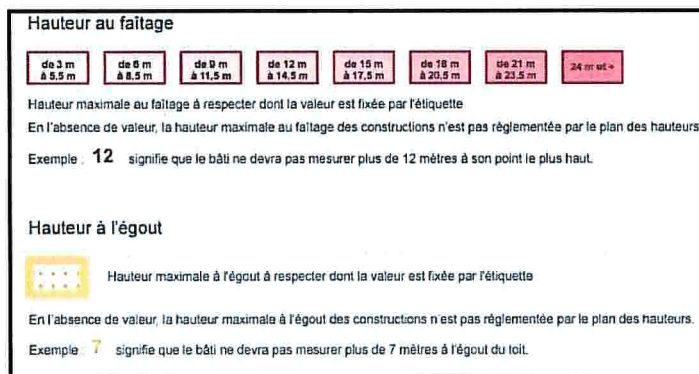 Hauteur au faîtage
de 3 m à 5,5 m
de 6 m à 8,5 m
de 9 m à 11,5 m
de 12 m à 14,5 m
de 15 m à 17,5 m
de 18 m à 20,5 m
de 21 m à 23,5 m
24 m et +
Hauteur maximale au faîtage à respecter dont la valeur est fixée par l'étiquette
En l'absence de valeur, la hauteur maximale au faîtage des constructions n'est pas réglementée par le plan des hauteurs
Exemple : 12 signifie que le bâti ne devra pas mesurer plus de 12 mètres à son point le plus haut.
Hauteur à l'égout
Hauteur maximale à l'égout à respecter dont la valeur est fixée par l'étiquette
En l'absence de valeur, la hauteur maximale à l'égout des constructions n'est pas réglementée par le plan des hauteurs.
Exemple : 7 signifie que le bâti ne devra pas mesurer plus de 7 mètres à l'égout du toit.